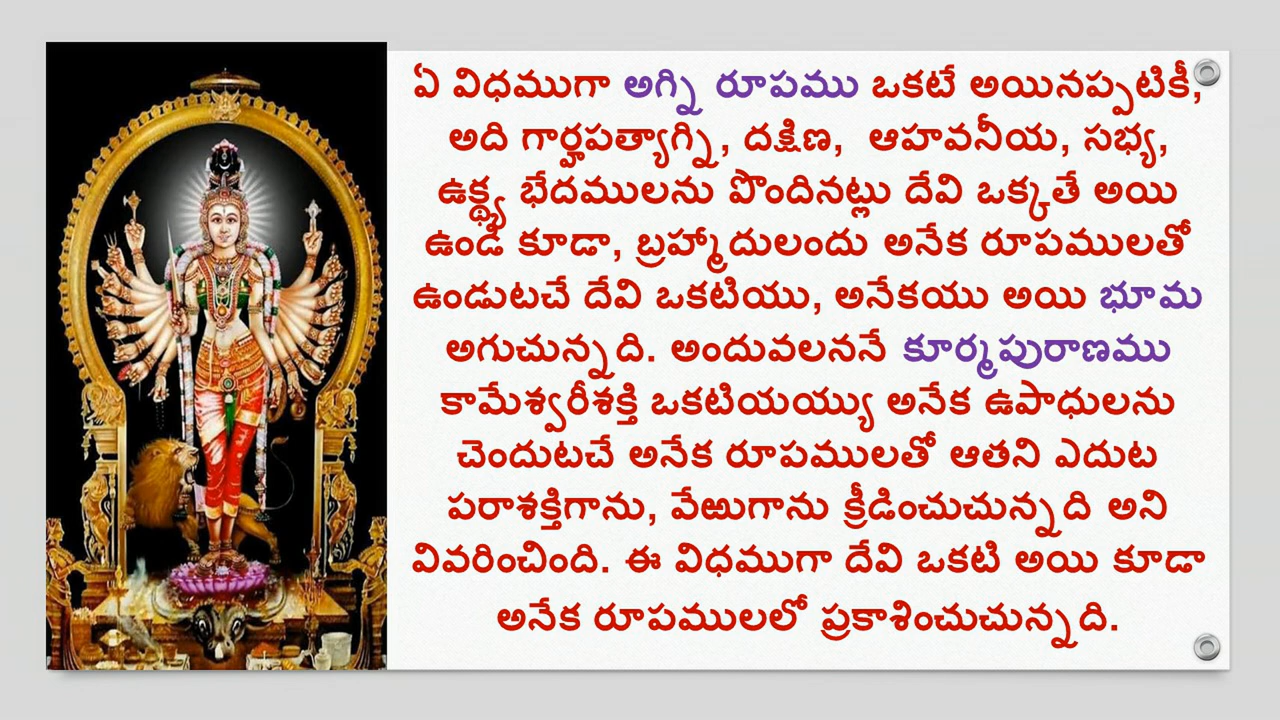 ఏ విధముగా అగ్ని రూపము ఒకటే అయినప్పటికీ,
అది గార్హపత్యాగ్ని, దక్షిణ, ఆహవనీయ, సభ్య,
ఉక్థ్య భేదములను పొందినట్లు దేవి ఒక్కతే అయి
ఉండి కూడా, బ్రహ్మాదులందు అనేక రూపములతో
ఉండుటచే దేవి ఒకటియు, అనేకయు అయి భూమ
అగుచున్నది. అందువలననే కూర్మపురాణము
కామేశ్వరీశక్తి ఒకటియయ్యు అనేక ఉపాధులను
చెందుటచే అనేక రూపములతో ఆతని ఎదుట
పరాశక్తిగాను, వేఱుగాను క్రీడించుచున్నది అని
వివరించింది. ఈ విధముగా దేవి ఒకటి అయి కూడా
అనేక రూపములలో ప్రకాశించుచున్నది.